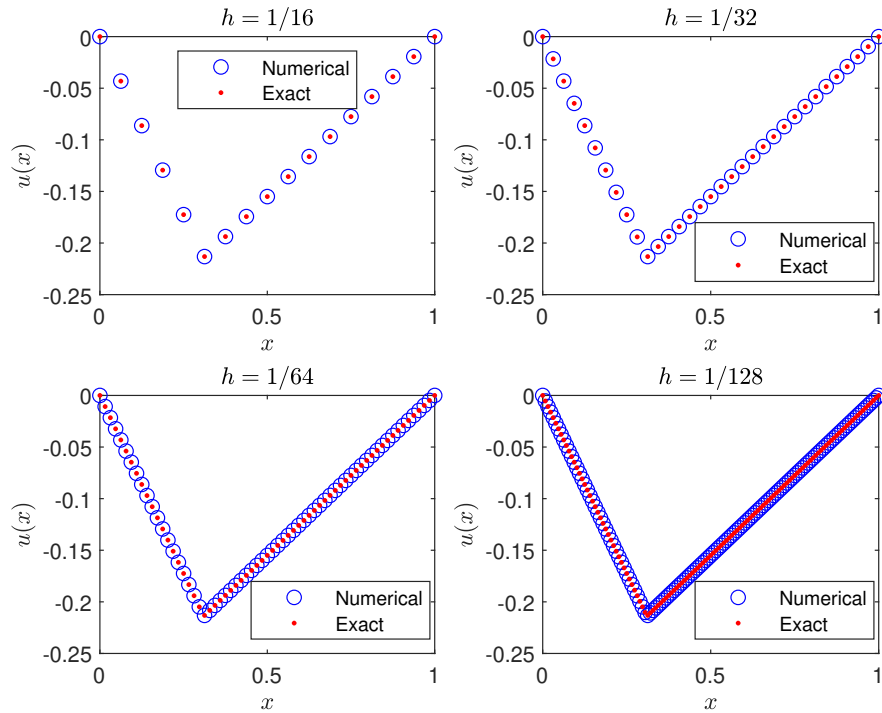 h = 1/16
0
-0.05
-0.1
-0.15
-0.2
-0.25
u(x)
Numerical
Exact
0
0.5
1
x
h = 1/32
0
-0.05
-0.1
-0.15
-0.2
-0.25
u(x)
Numerical
Exact
0
0.5
1
x
h = 1/64
0
-0.05
-0.1
-0.15
-0.2
-0.25
u(x)
Numerical
Exact
0
0.5
1
x
h = 1/128
0
-0.05
-0.1
-0.15
-0.2
-0.25
u(x)
Numerical
Exact
0
0.5
1
x